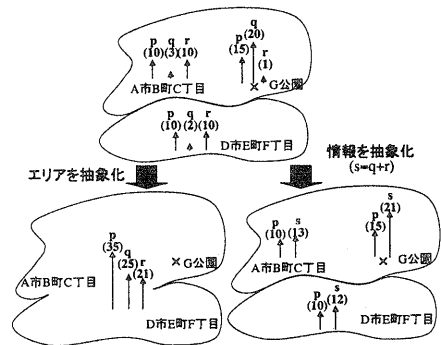 p q r
(10)(3)(10)
A市B町C丁目
q
(20)
p
(15) r
(1)
G公園
p q r
(10)(2)(10)
D市E町F丁目
エリアを抽象化
情報を抽象化
(s=q+r)
p
(35)
q
(25) r
(21)
G公園
A市B町C丁目
D市E町F丁目
p s
(10)(13)
A市B町C丁目
s
(21)
p
(15)
G公園
p s
(10)(12)
D市E町F丁目